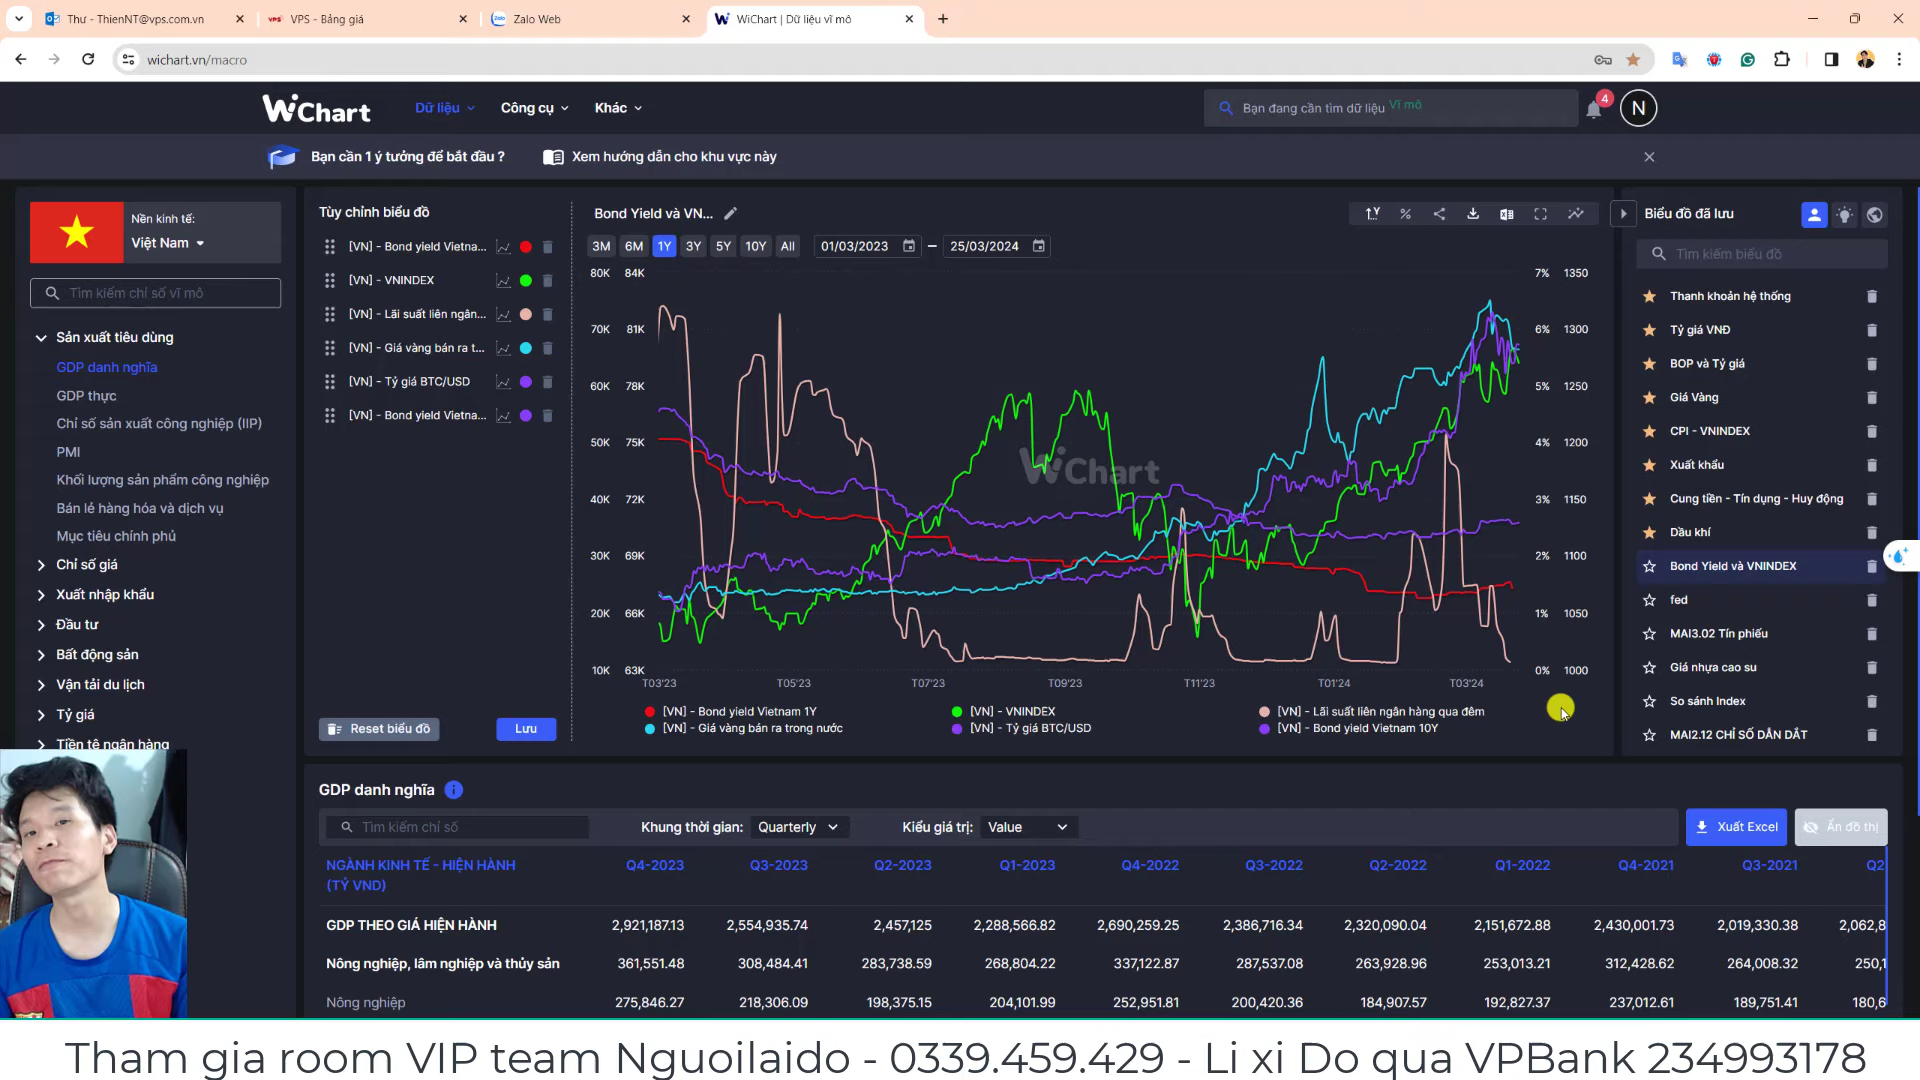 Thư - ThienNT@vps.com.vn
VPS - Bảng giá
Zalo Web
WiChart | Dữ liệu vĩ mô
wichart.vn/macro
WiChart
Dữ liệu
Công cụ
Khác
Bạn đang cần tìm dữ liệu Vĩ mô
4
N
Bạn cần 1 ý tưởng để bắt đầu ?
Xem hướng dẫn cho khu vực này
Nền kinh tế:
Việt Nam
Tìm kiếm chỉ số vĩ mô
Sản xuất tiêu dùng
GDP danh nghĩa
GDP thực
Chỉ số sản xuất công nghiệp (IIP)
PMI
Khối lượng sản phẩm công nghiệp
Bán lẻ hàng hóa và dịch vụ
Mục tiêu chính phủ
Chỉ số giá
Xuất nhập khẩu
Đầu tư
Bất động sản
Vận tải du lịch
Tỷ giá
Tiền tệ ngân hàng
Tùy chỉnh biểu đồ
[VN] - Bond yield Vietna...
[VN] - VNINDEX
[VN] - Lãi suất liên ngân...
[VN] - Giá vàng bán ra t...
[VN] - Tỷ giá BTC/USD
[VN] - Bond yield Vietna...
Reset biểu đồ
Lưu
Bond Yield và VN...
3M 6M 1Y 3Y 5Y 10Y All 01/03/2023 – 25/03/2024
80K 84K 7% 1350
70K 81K 6% 1300
60K 78K 5% 1250
50K 75K 4% 1200
40K 72K 3% 1150
30K 69K 2% 1100
20K 66K 1% 1050
10K 63K 0% 1000
WiChart
T03'23 T05'23 T07'23 T09'23 T11'23 T01'24 T03'24
[VN] - Bond yield Vietnam 1Y
[VN] - VNINDEX
[VN] - Lãi suất liên ngân hàng qua đêm
[VN] - Giá vàng bán ra trong nước
[VN] - Tỷ giá BTC/USD
[VN] - Bond yield Vietnam 10Y
Biểu đồ đã lưu
Tìm kiếm biểu đồ
Thanh khoản hệ thống
Tỷ giá VNĐ
BOP và Tỷ giá
Giá Vàng
CPI - VNINDEX
Xuất khẩu
Cung tiền - Tín dụng - Huy động
Dầu khí
Bond Yield và VNINDEX
fed
MAI3.02 Tín phiếu
Giá nhựa cao su
So sánh Index
MAI2.12 CHỈ SỐ DẪN DẮT
GDP danh nghĩa
Tìm kiếm chỉ số
Khung thời gian: Quarterly
Kiểu giá trị: Value
Xuất Excel
Ẩn đồ thị
NGÀNH KINH TẾ - HIỆN HÀNH Q4-2023 Q3-2023 Q2-2023 Q1-2023 Q4-2022 Q3-2022 Q2-2022 Q1-2022 Q4-2021 Q3-2021 Q2
(TỶ VND)
GDP THEO GIÁ HIỆN HÀNH 2,921,187.13 2,554,935.74 2,457,125 2,288,566.82 2,690,259.25 2,386,716.34 2,320,090.04 2,151,672.88 2,430,001.73 2,019,330.38 2,062,8
Nông nghiệp, lâm nghiệp và thủy sản 361,551.48 308,484.41 283,738.59 268,804.22 337,122.87 287,537.08 263,928.96 253,013.21 312,428.62 264,008.32 250,1
Nông nghiệp 275,846.27 218,306.09 198,375.15 204,101.99 252,951.81 200,420.36 184,907.57 192,827.37 237,012.61 189,751.41 180,6
Tham gia room VIP team Nguoilaido - 0339.459.429 - Li xi Do qua VPBank 234993178